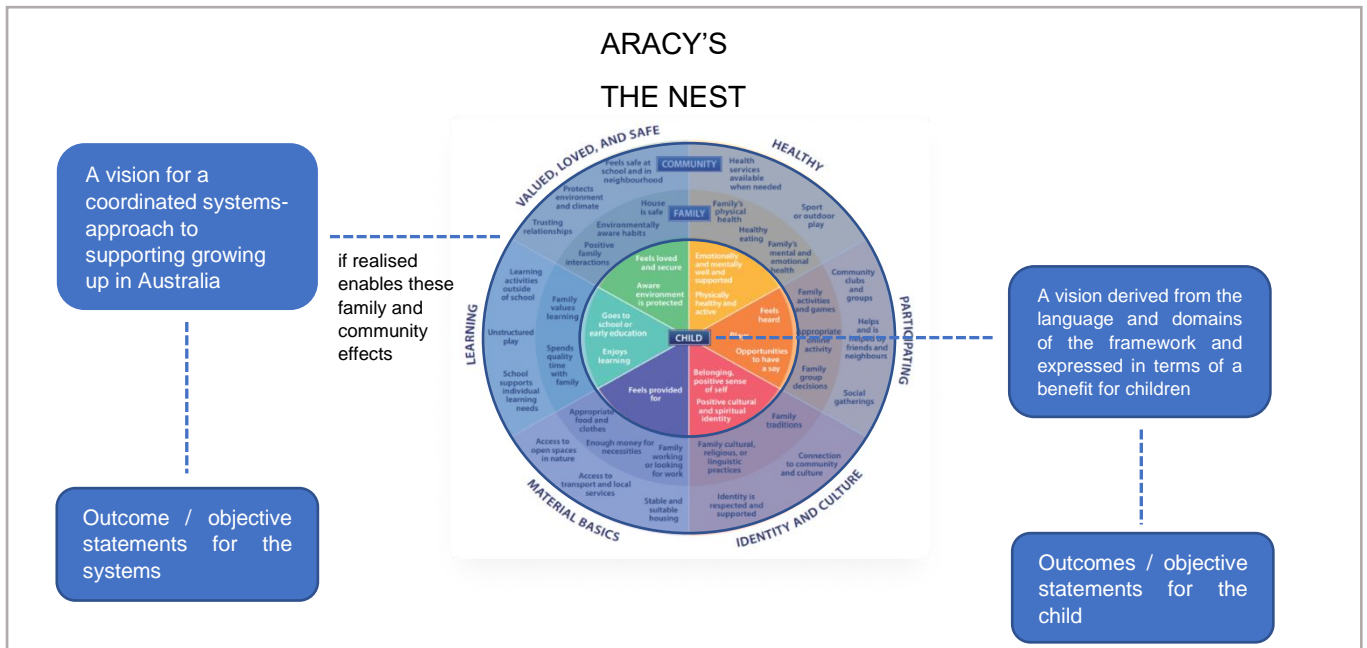 ARACY'S
THE NEST
A vision for a
coordinated systems-
approach to
supporting growing
up in Australia
if realised
enables these
family and
community
effects
Outcome / objective
statements for the
systems
VALUED, LOVED, AND SAFE
Feels safe at
school and in
neighbourhood
Protects
environment
and climate
Trusting
relationships
House
is safe
Environmentally
aware habits
Positive
family
interactions
Feels loved
and secure
Aware
environment
is protected
COMMUNITY
FAMILY
CHILD
HEALTHY
Health
services
available
when needed
Sport
or outdoor
play
Family's
physical
health
Healthy
eating
Family's
mental and
emotional
health
Emotionally
and mentally
well and
supported
Physically
healthy and
active
PARTICIPATING
Community
clubs
and
groups
Helps
and is
helped by
friends and
neighbours
Social
gatherings
Family
activities
and games
Appropriate
online
activity
Family
group
decisions
Feels
heard
Opportunities
to have
a say
IDENTITY AND CULTURE
Belonging,
positive sense
of self
Positive cultural
and spiritual
identity
Family
traditions
Family cultural,
religious, or
linguistic
practices
Connection
to community
and culture
Identity is
respected and
supported
MATERIAL BASICS
Feels provided
for
Appropriate
food and
clothes
Enough money for
necessities
Family
working
or looking
for work
Access to
open spaces
in nature
Access to
transport and local
services
Stable and
suitable
housing
LEARNING
Learning
activities
outside
of school
Unstructured
play
School
supports
individual
learning
needs
Family
values
learning
Spends
quality
time
with
family
Goes to
school or
early education
Enjoys
learning
A vision derived from the
language and domains
of the framework and
expressed in terms of a
benefit for children
Outcomes / objective
statements for the
child